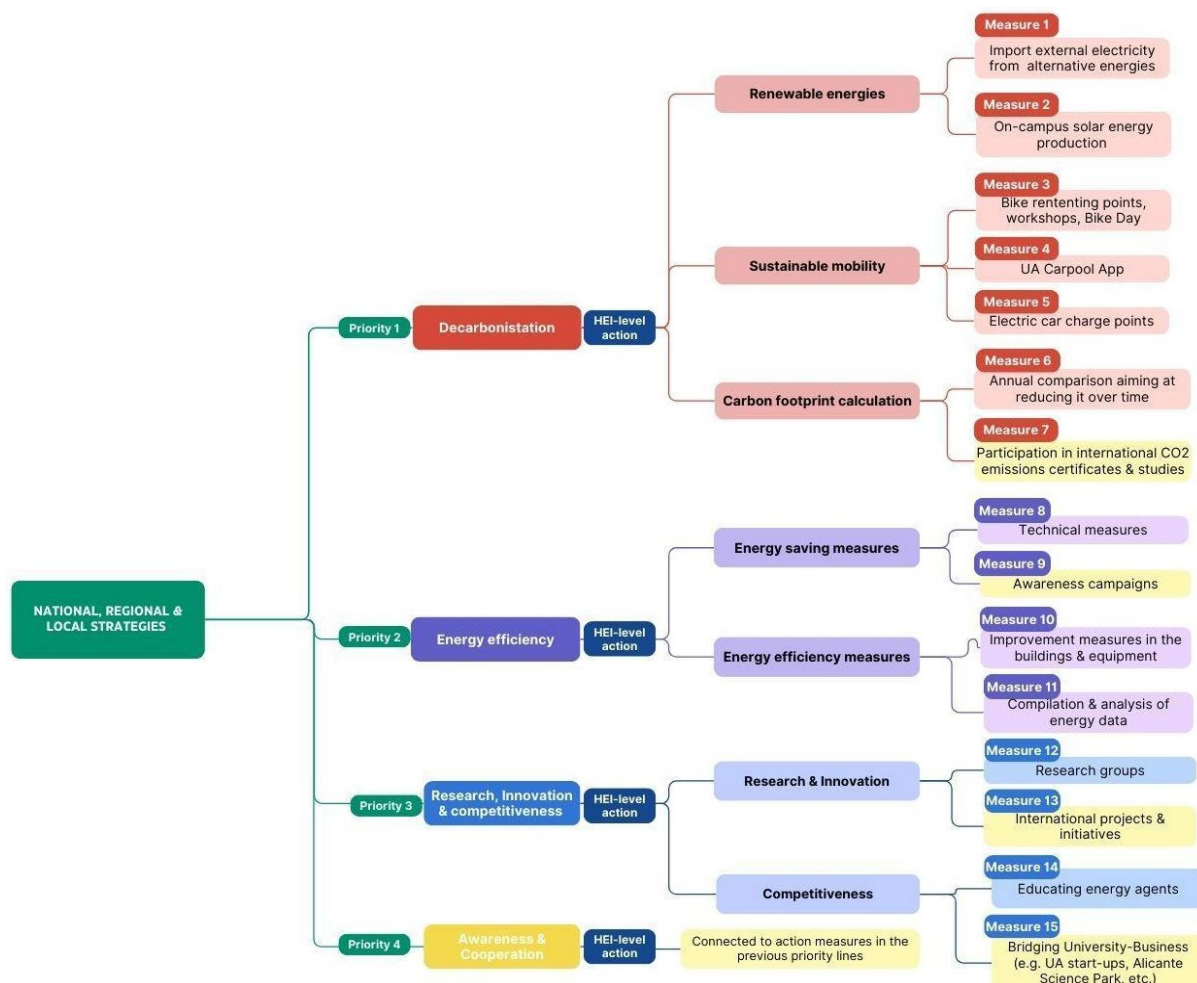 NATIONAL, REGIONAL &
LOCAL STRATEGIES
Priority 1
Decarbonistation
HEI-level
action
Renewable energies
Measure 1
Import external electricity
from alternative energies
Measure 2
On-campus solar energy
production
Sustainable mobility
Measure 3
Bike rententing points,
workshops, Bike Day
Measure 4
UA Carpool App
Measure 5
Electric car charge points
Carbon footprint calculation
Measure 6
Annual comparison aiming at
reducing it over time
Measure 7
Participation in international CO2
emissions certificates & studies
Priority 2
Energy efficiency
HEI-level
action
Energy saving measures
Measure 8
Technical measures
Measure 9
Awareness campaigns
Energy efficiency measures
Measure 10
Improvement measures in the
buildings & equipment
Measure 11
Compilation & analysis of
energy data
Priority 3
Research, Innovation
& competitiveness
HEI-level
action
Research & Innovation
Measure 12
Research groups
Measure 13
International projects &
initiatives
Competitiveness
Measure 14
Educating energy agents
Measure 15
Bridging University-Business
(e.g. UA start-ups, Alicante
Science Park, etc.)
Priority 4
Awareness &
Cooperation
HEI-level
action
Connected to action measures in the
previous priority lines